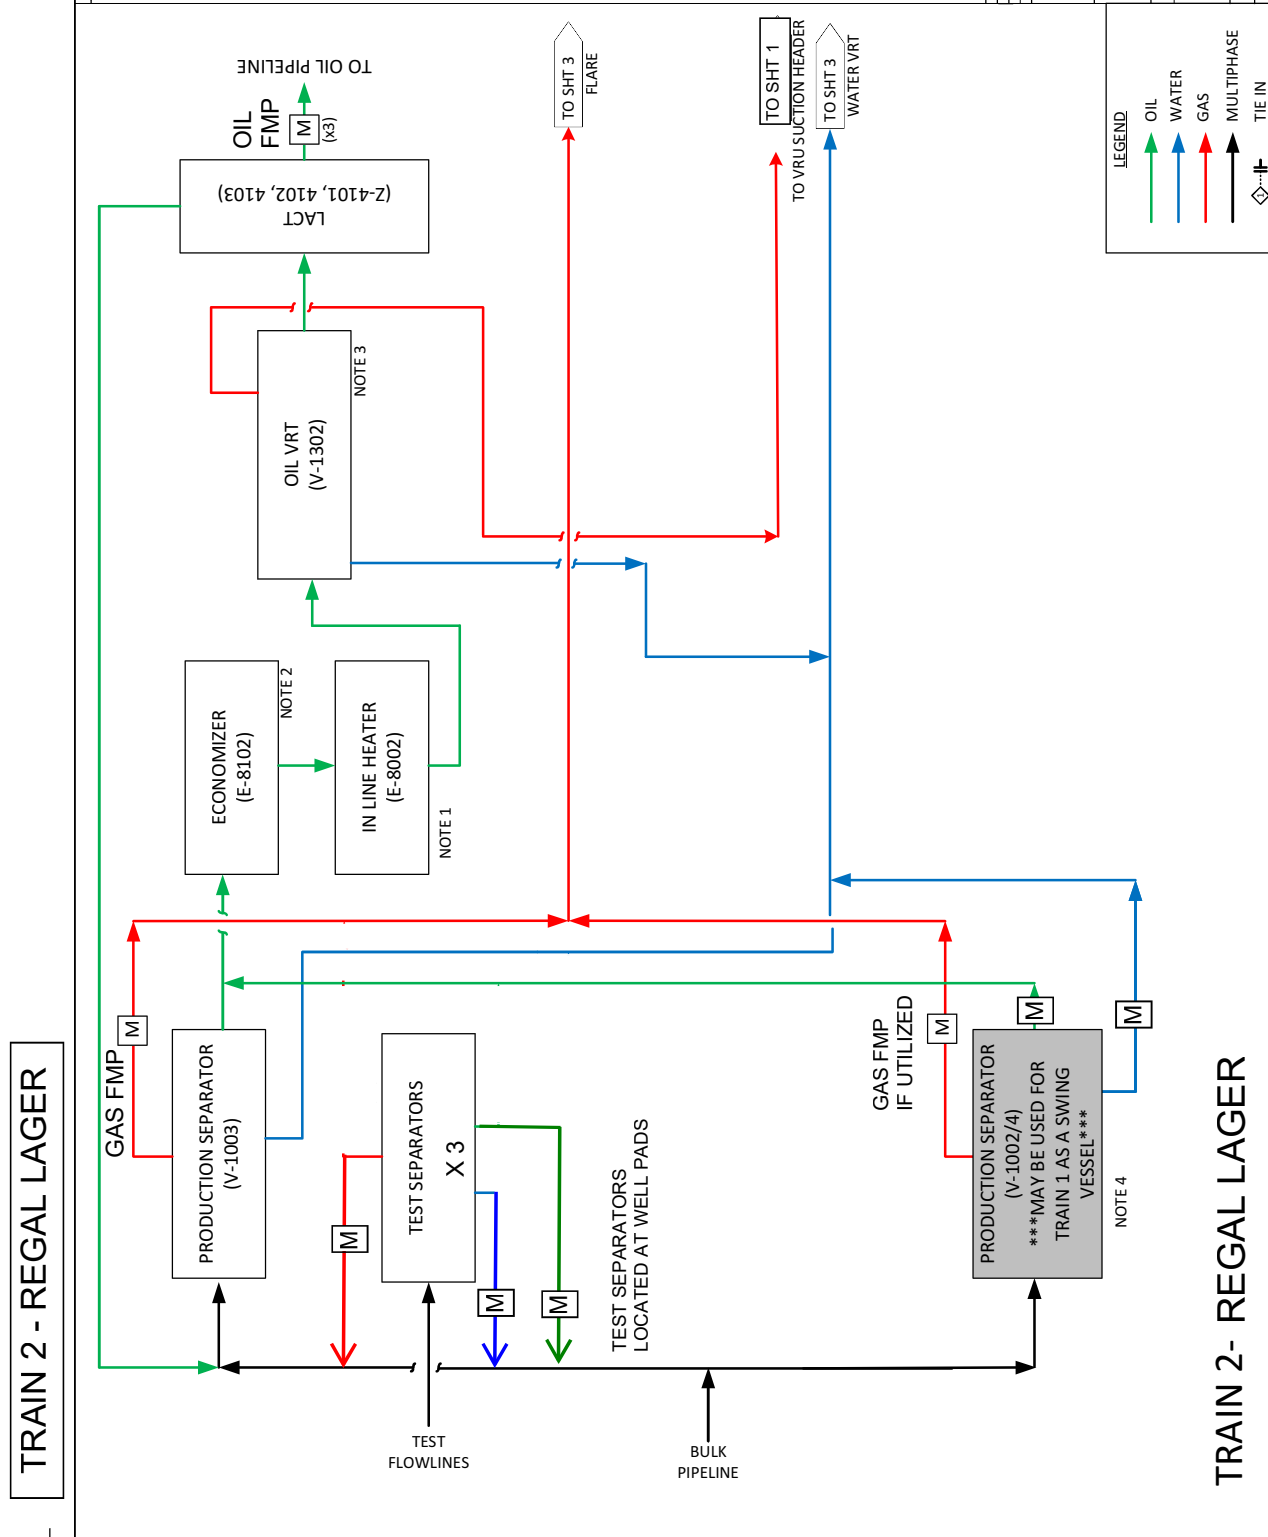 TRAIN 2 - REGAL LAGER
TO OIL PIPELINE
OIL
FMP
M
(x3)
LACT
(Z-4101, 4102, 4103)
TO SHT 3
FLARE
TO SHT 1
TO VRU SUCTION HEADER
TO SHT 3
WATER VRT
LEGEND
OIL
WATER
GAS
MULTIPHASE
TIE IN
1
OIL VRT
(V-1302)
NOTE 3
ECONOMIZER
(E-8102)
NOTE 2
IN LINE HEATER
(E-8002)
NOTE 1
GAS FMP
M
PRODUCTION SEPARATOR
(V-1003)
TEST SEPARATORS
X 3
M
M
M
TEST SEPARATORS
LOCATED AT WELL PADS
GAS FMP
IF UTILIZED
M
M
M
PRODUCTION SEPARATOR
(V-1002/4)
***MAY BE USED FOR
TRAIN 1 AS A SWING
VESSEL***
NOTE 4
TEST
FLOWLINES
BULK
PIPELINE
TRAIN 2- REGAL LAGER